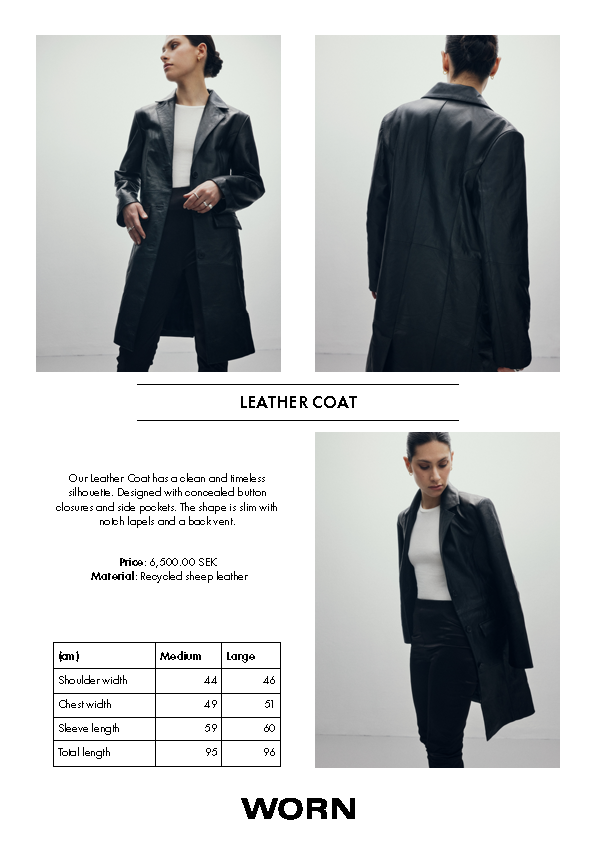 LEATHER COAT
Our Leather Coat has a clean and timeless
silhouette. Designed with concealed button
closures and side pockets. The shape is slim with
notch lapels and a back vent.
Price: 6,500.00 SEK
Material: Recycled sheep leather
(cm) Medium Large
Shoulder width 44 46
Chest width 49 51
Sleeve length 59 60
Total length 95 96
WORN